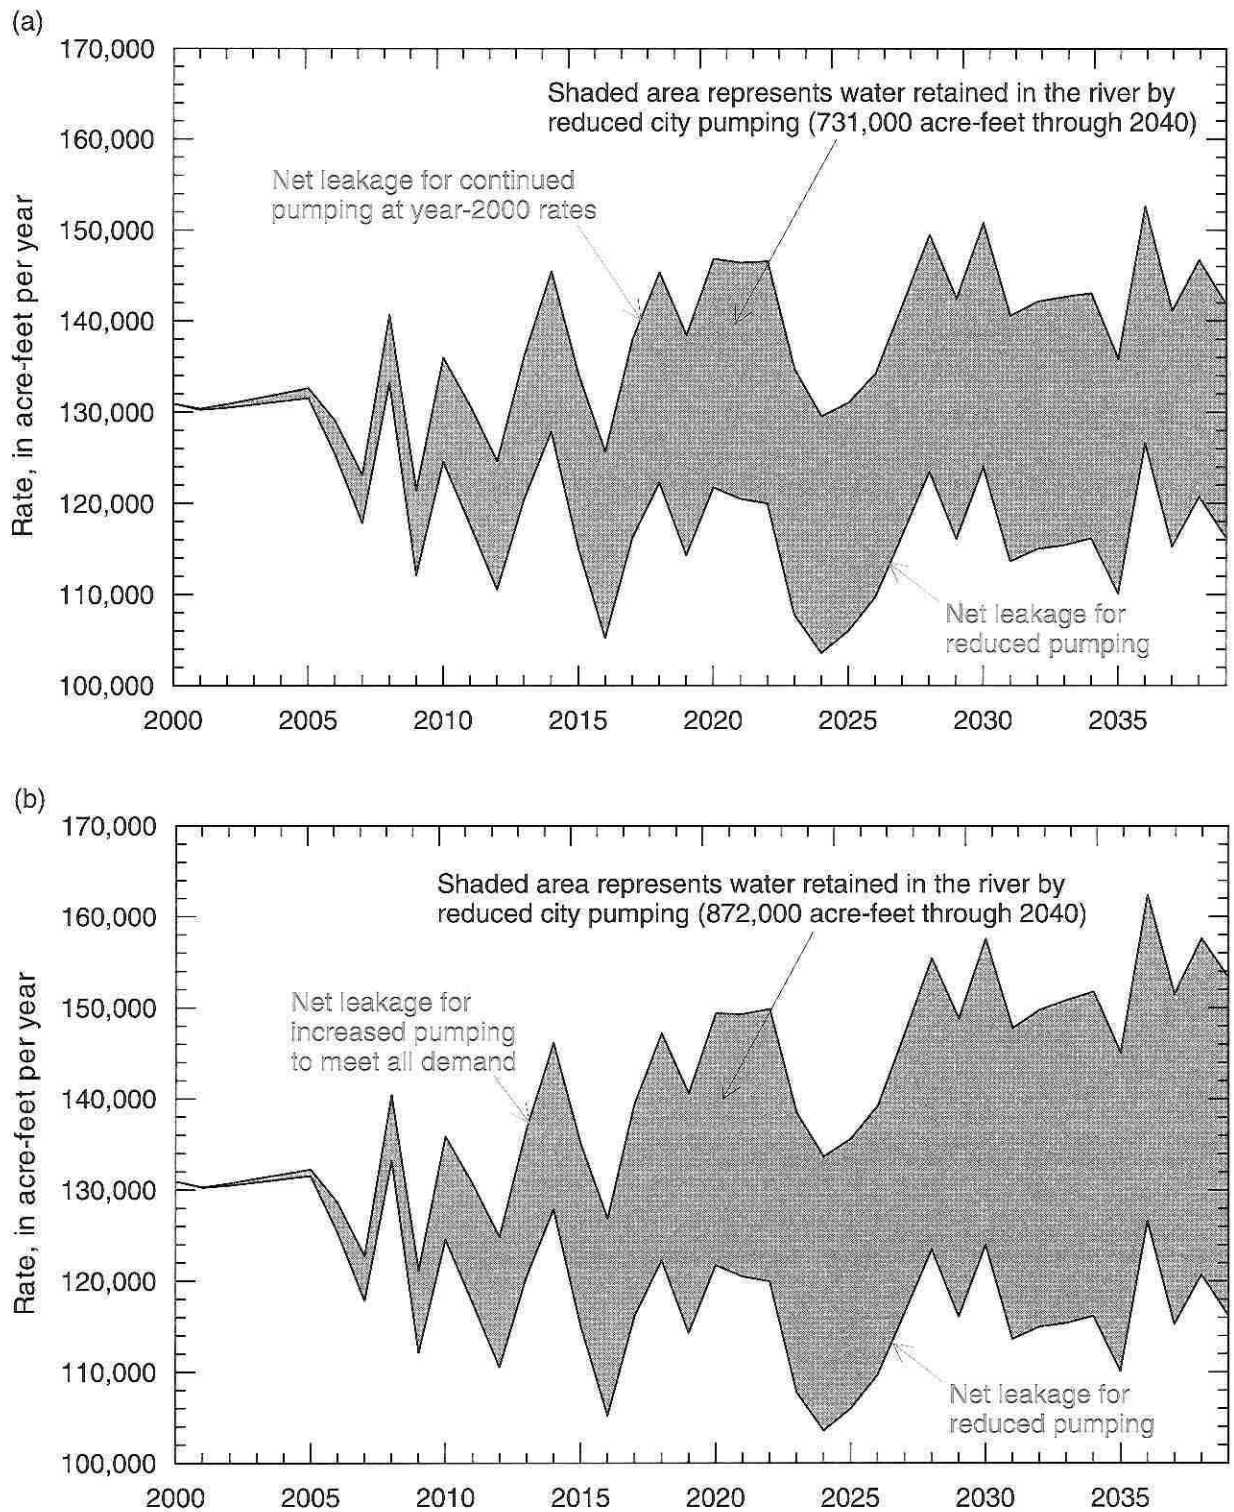 (a)
170,000
160,000
150,000
140,000
130,000
120,000
110,000
100,000
Rate, in acre-feet per year
Shaded area represents water retained in the river by
reduced city pumping (731,000 acre-feet through 2040)
Net leakage for continued
pumping at year-2000 rates
Net leakage for
reduced pumping
2000 2005 2010 2015 2020 2025 2030 2035
(b)
170,000
160,000
150,000
140,000
130,000
120,000
110,000
100,000
Rate, in acre-feet per year
Shaded area represents water retained in the river by
reduced city pumping (872,000 acre-feet through 2040)
Net leakage for
increased pumping
to meet all demand
Net leakage for
reduced pumping
2000 2005 2010 2015 2020 2025 2030 2035